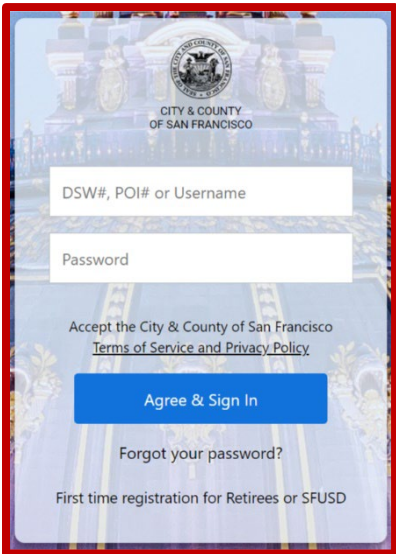 CITY & COUNTY
OF SAN FRANCISCO
DSW#, POI# or Username
Password
Accept the City & County of San Francisco
Terms of Service and Privacy Policy
Agree & Sign In
Forgot your password?
First time registration for Retirees or SFUSD